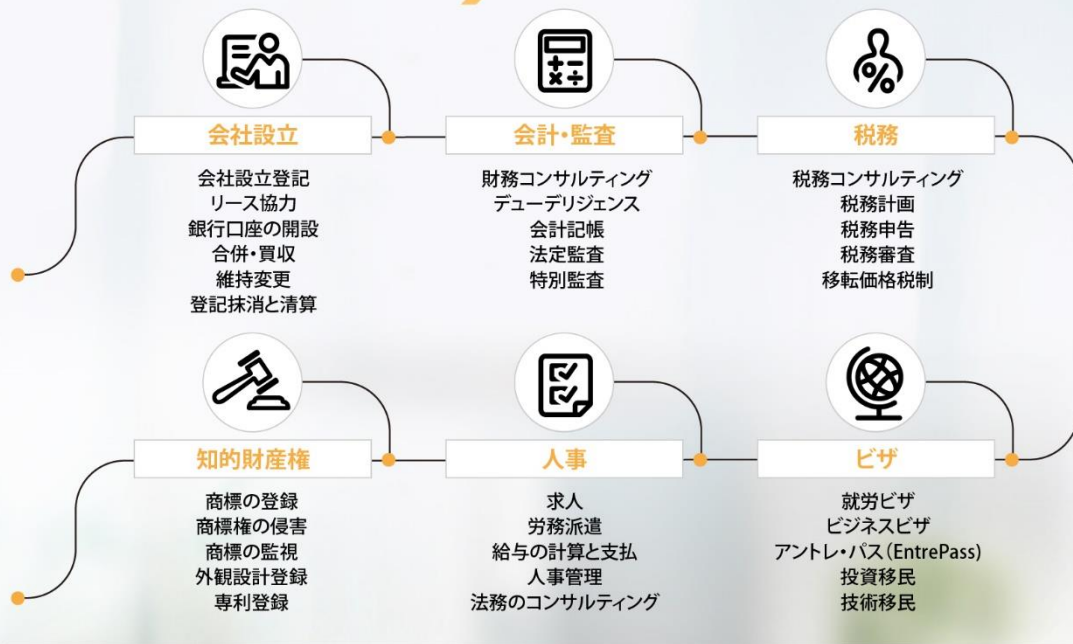 会社設立
会社設立登記
リース協力
銀行口座の開設
合併・買収
維持変更
登記抹消と清算
会計・監査
財務コンサルティング
デューデリジェンス
会計記帳
法定監査
特別監査
税務
税務コンサルティング
税務計画
税務申告
税務審査
移転価格税制
知的財産権
商標の登録
商標権の侵害
商標の監視
外観設計登録
専利登録
人事
求人
労務派遣
給与の計算と支払
人事管理
法務のコンサルティング
ビザ
就労ビザ
ビジネスビザ
アントレ・パス（EntrePass）
投資移民
技術移民